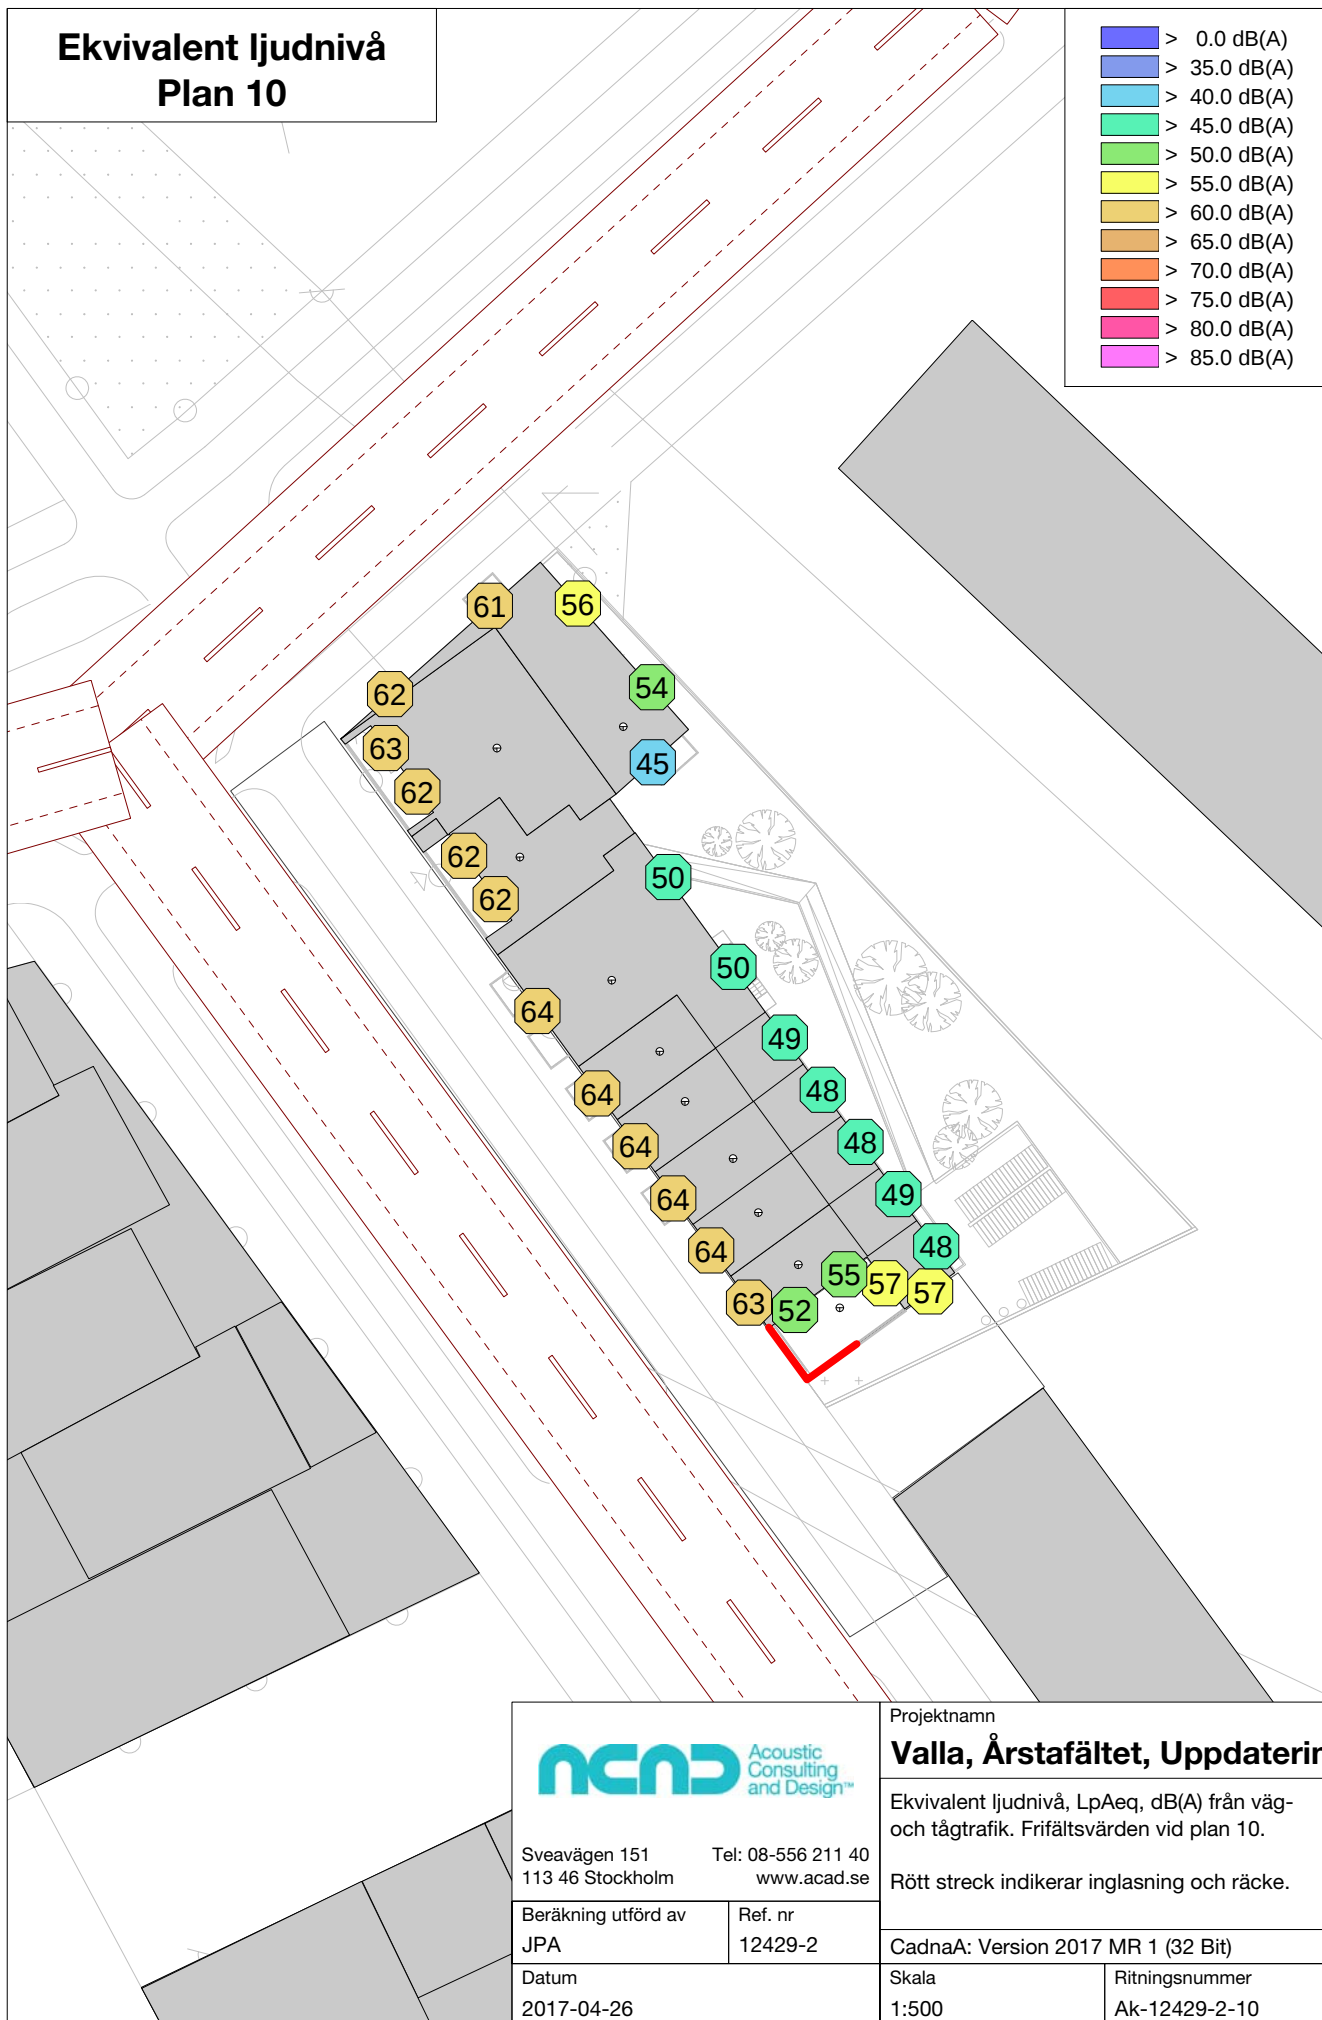 Ekvivalent ljudnivå
Plan 10
> 0.0 dB(A)
> 35.0 dB(A)
> 40.0 dB(A)
> 45.0 dB(A)
> 50.0 dB(A)
> 55.0 dB(A)
> 60.0 dB(A)
> 65.0 dB(A)
> 70.0 dB(A)
> 75.0 dB(A)
> 80.0 dB(A)
> 85.0 dB(A)
61
56
62
54
63
45
62
62
50
62
50
64
49
48
64
48
64
49
64
48
64
55
57
57
63
52
ACAD
Acoustic
Consulting
and Design™
Sveavägen 151
113 46 Stockholm
Tel: 08-556 211 40
www.acad.se
Beräkning utförd av
JPA
Ref. nr
12429-2
Datum
2017-04-26
Projektnamn
Valla, Årstafältet, Uppdaterin
Ekvivalent ljudnivå, LpAeq, dB(A) från väg-
och tågtrafik. Frifältsvärden vid plan 10.
Rött streck indikerar inglasning och räcke.
CadnaA: Version 2017 MR 1 (32 Bit)
Skala
1:500
Ritningsnummer
Ak-12429-2-10